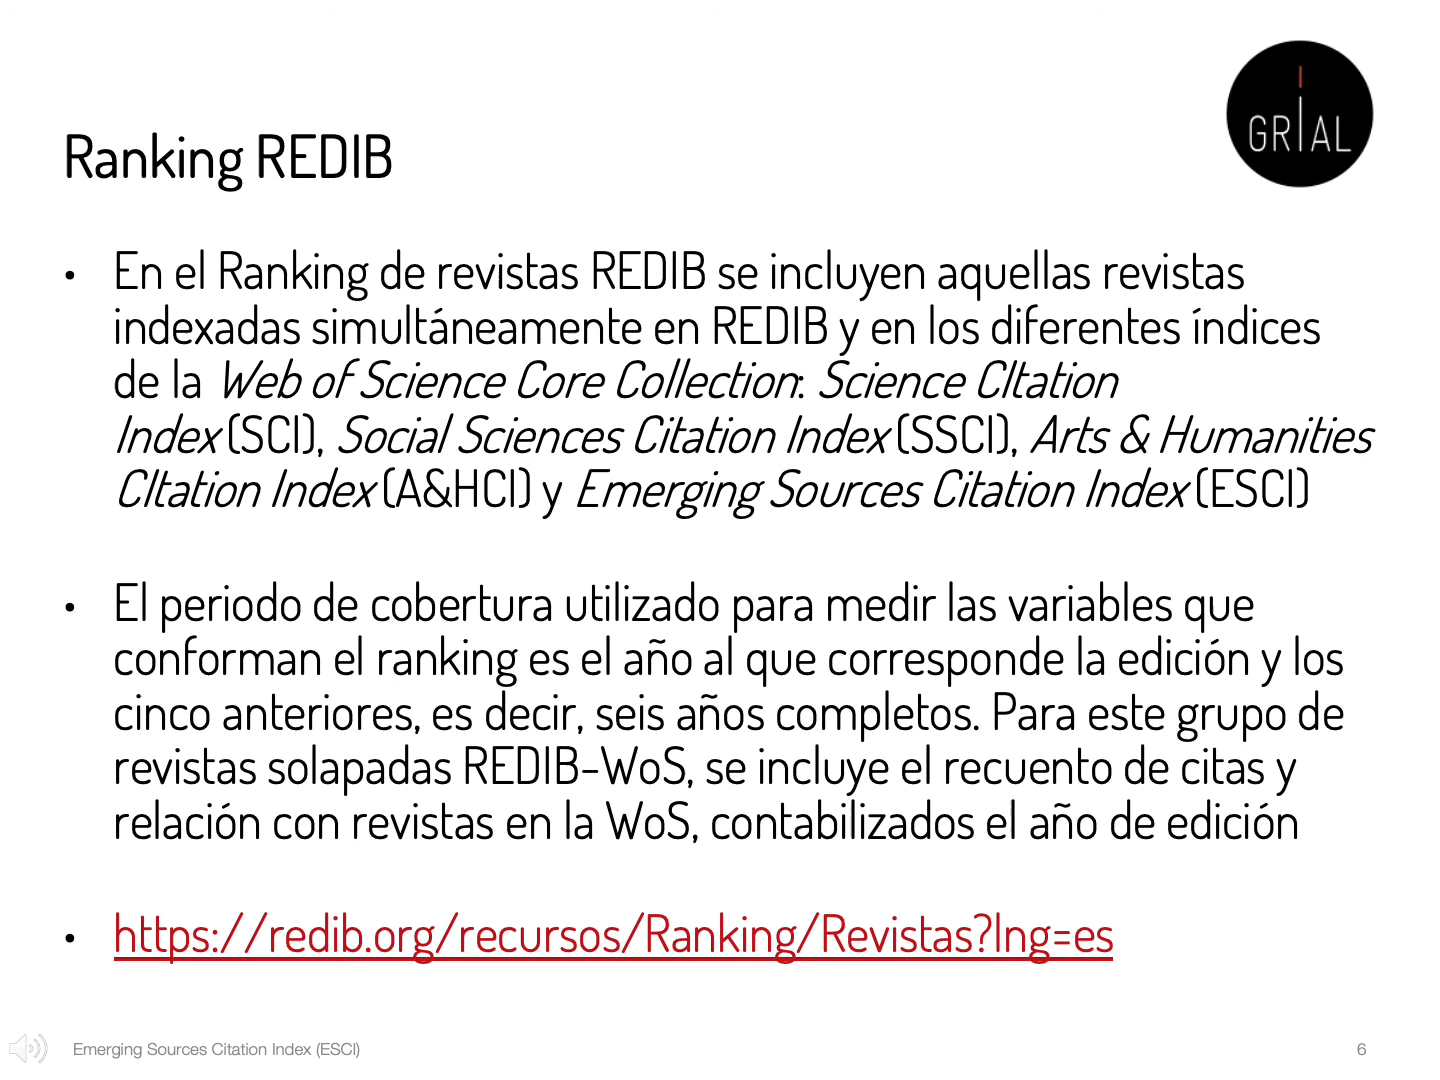 GRIAL
Ranking REDIB
• En el Ranking de revistas REDIB se incluyen aquellas revistas
indexadas simultáneamente en REDIB y en los diferentes índices
de la Web of Science Core Collection: Science CItation
Index (SCI), Social Sciences Citation Index (SSCI), Arts & Humanities
CItation Index (A&HCI) y Emerging Sources Citation Index (ESCI)
• El periodo de cobertura utilizado para medir las variables que
conforman el ranking es el año al que corresponde la edición y los
cinco anteriores, es decir, seis años completos. Para este grupo de
revistas solapadas REDIB-WoS, se incluye el recuento de citas y
relación con revistas en la WoS, contabilizados el año de edición
• https://redib.org/recursos/Ranking/Revistas?lng=es
Emerging Sources Citation Index (ESCI)
6